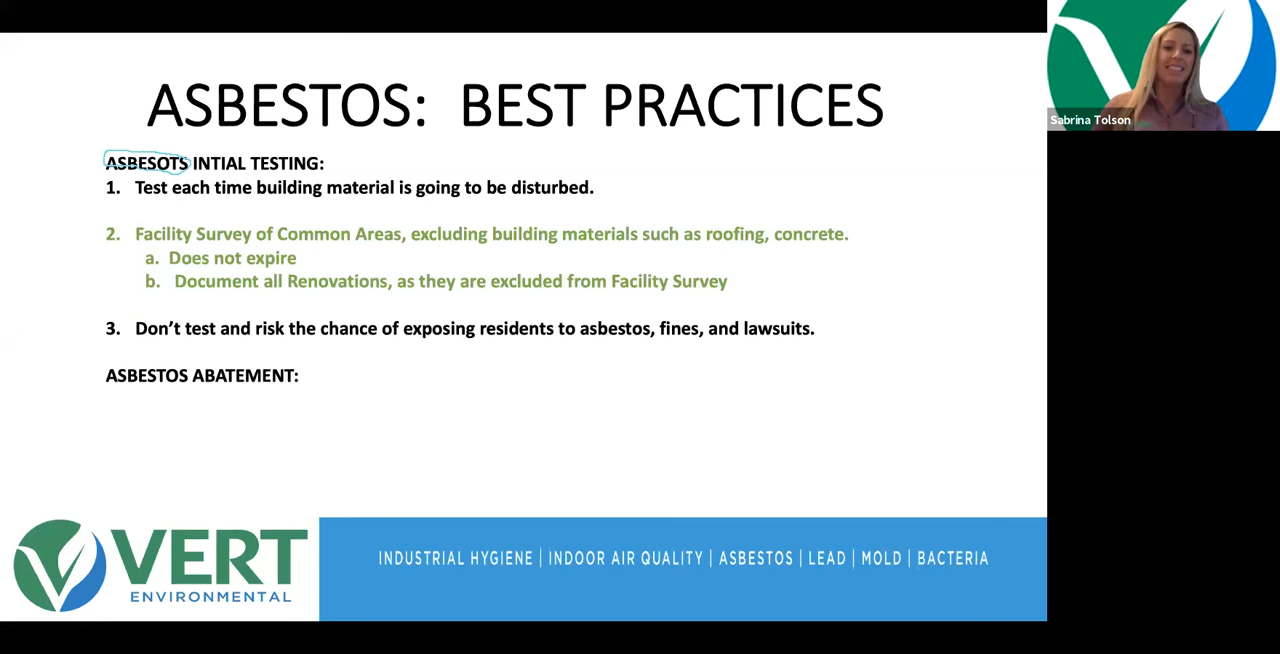 ASBESTOS: BEST PRACTICES
Sabrina Tolson
ASBESOTS INTIAL TESTING:
1. Test each time building material is going to be disturbed.
2. Facility Survey of Common Areas, excluding building materials such as roofing, concrete.
a. Does not expire
b. Document all Renovations, as they are excluded from Facility Survey
3. Don’t test and risk the chance of exposing residents to asbestos, fines, and lawsuits.
ASBESTOS ABATEMENT:
VERT
ENVIRONMENTAL
INDUSTRIAL HYGIENE | INDOOR AIR QUALITY | ASBESTOS | LEAD | MOLD | BACTERIA